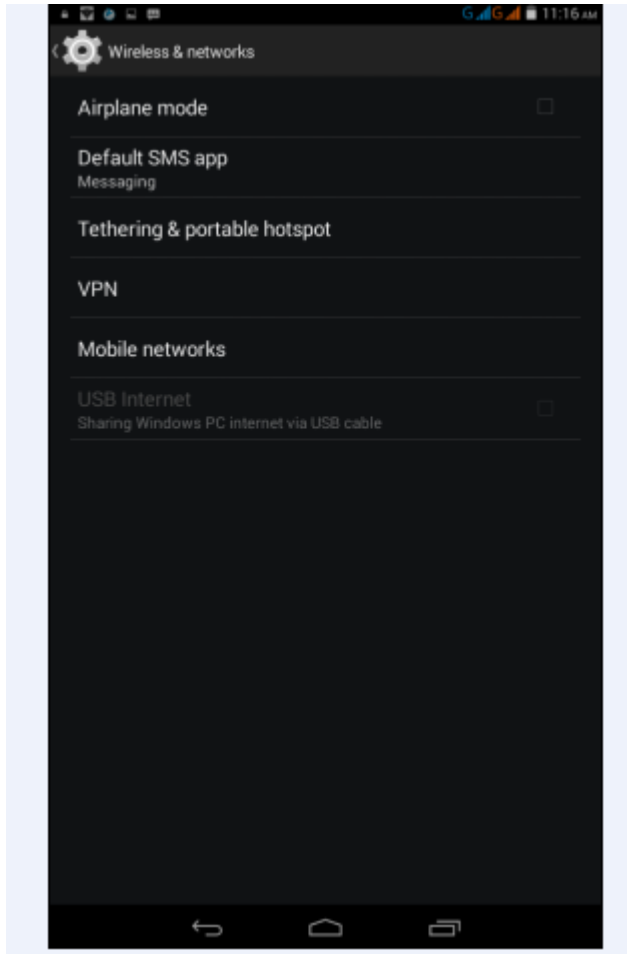 G G 11:16 AM
Wireless & networks
Airplane mode
Default SMS app
Messaging
Tethering & portable hotspot
VPN
Mobile networks
USB Internet
Sharing Windows PC internet via USB cable